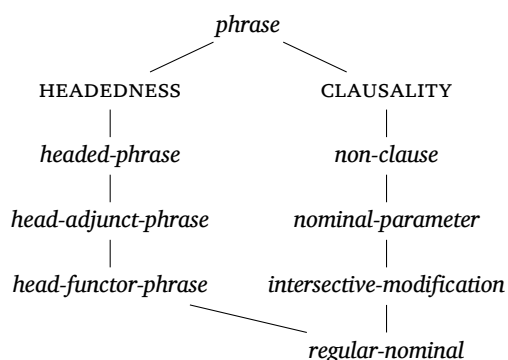 phrase
HEADEDNESS CLAUSALITY
headed-phrase non-clause
head-adjunct-phrase nominal-parameter
head-functor-phrase intersective-modification
regular-nominal